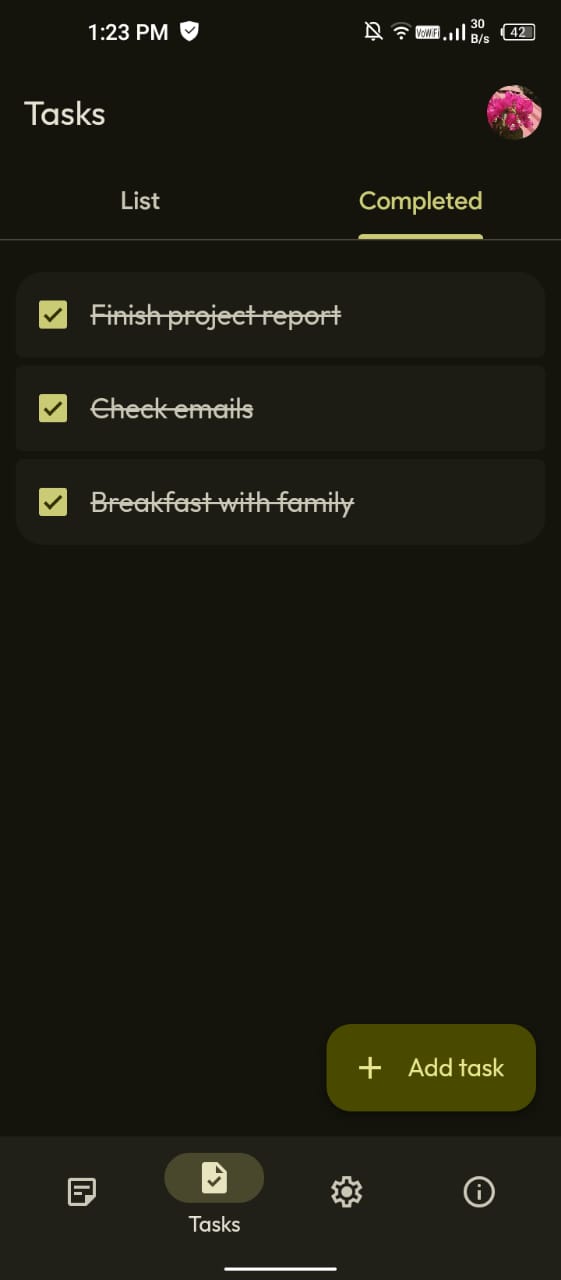 1:23 PM
VoWiFi
30
B/s
42
Tasks
List
Completed
Finish project report
Check emails
Breakfast with family
+ Add task
Tasks